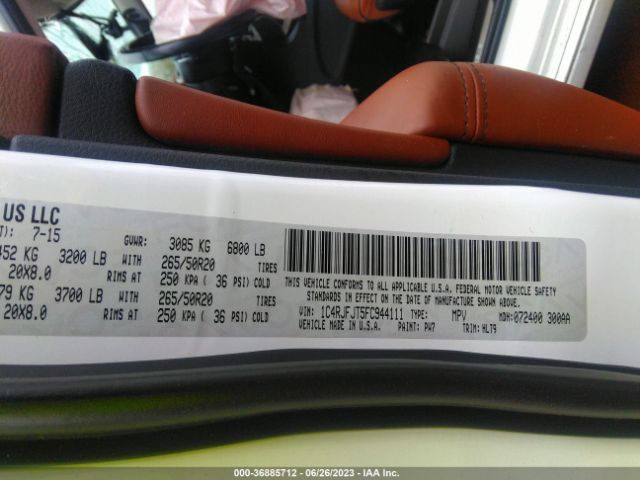 US LLC
T): 7-15 GVWR: 3085 KG 6800 LB
452 KG 3200 LB 265/50R20 TIRES
20X8.0 RIMS AT 250 KPA ( 36 PSI) COLD
79 KG 3700 LB 265/50R20 TIRES
20X8.0 RIMS AT 250 KPA ( 36 PSI) COLD
THIS VEHICLE CONFORMS TO ALL APPLICABLE U.S.A. FEDERAL MOTOR VEHICLE SAFETY
STANDARDS IN EFFECT ON THE DATE OF MANUFACTURE SHOWN ABOVE.
VIN: 1C4RJFJT5FC944111 TYPE: MPV MDH:072400 300AA
VEHICLE MADE IN U.S.A. PAINT: PW7 TRIM: HLT9
000-36885712 - 06/26/2023 - IAA Inc.